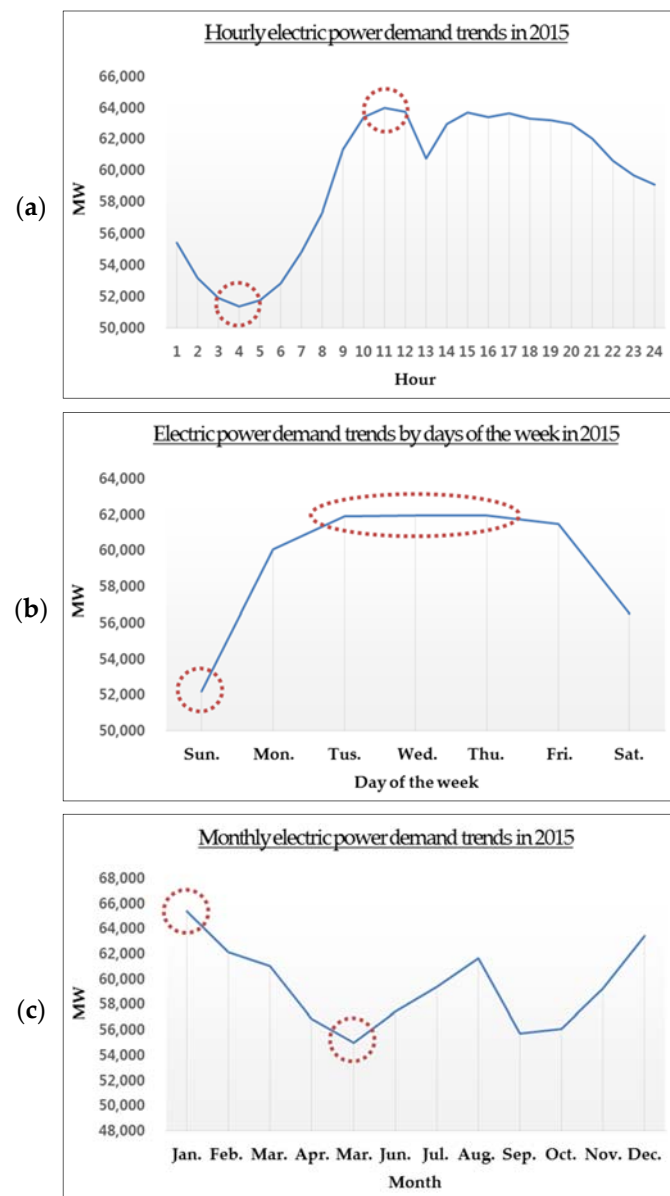 (a)
Hourly electric power demand trends in 2015
66,000
64,000
62,000
60,000
58,000
56,000
54,000
52,000
50,000
MW
1 2 3 4 5 6 7 8 9 10 11 12 13 14 15 16 17 18 19 20 21 22 23 24
Hour
(b)
Electric power demand trends by days of the week in 2015
64,000
62,000
60,000
58,000
56,000
54,000
52,000
50,000
MW
Sun. Mon. Tus. Wed. Thu. Fri. Sat.
Day of the week
(c)
Monthly electric power demand trends in 2015
68,000
66,000
64,000
62,000
60,000
58,000
56,000
54,000
52,000
50,000
48,000
MW
Jan. Feb. Mar. Apr. Mar. Jun. Jul. Aug. Sep. Oct. Nov. Dec.
Month